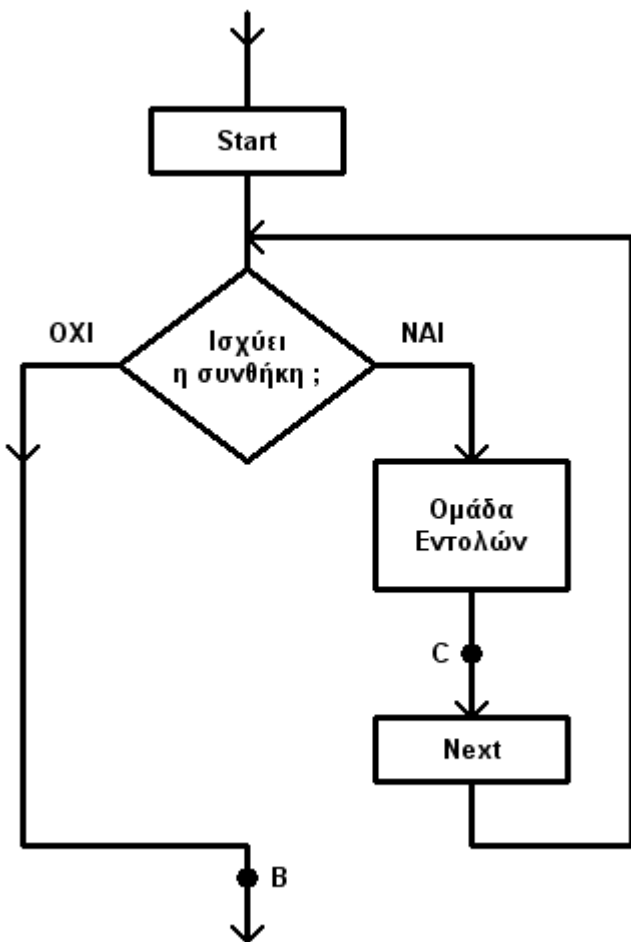 Start
ΟΧΙ
Ισχύει
η συνθήκη ;
ΝΑΙ
Ομάδα
Εντολών
C
Next
B